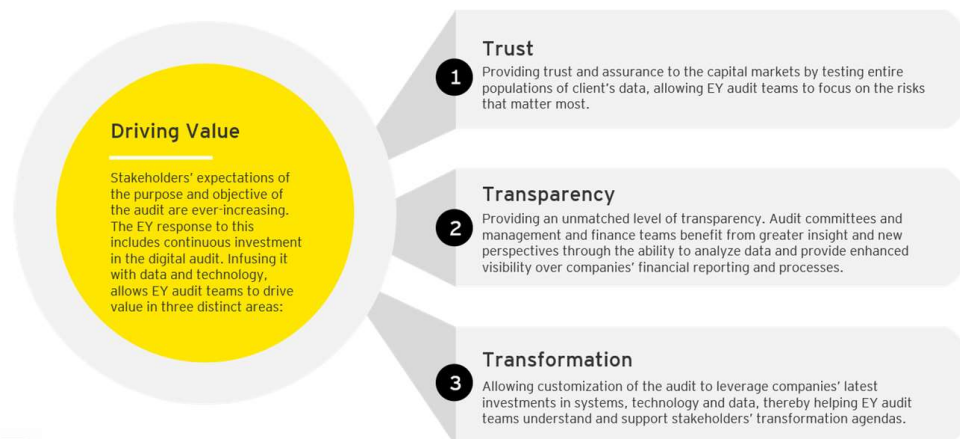 Driving Value
Stakeholders' expectations of
the purpose and objective of
the audit are ever-increasing.
The EY response to this
includes continuous investment
in the digital audit. Infusing it
with data and technology,
allows EY audit teams to drive
value in three distinct areas:
1
Trust
Providing trust and assurance to the capital markets by testing entire
populations of client's data, allowing EY audit teams to focus on the risks
that matter most.
2
Transparency
Providing an unmatched level of transparency. Audit committees and
management and finance teams benefit from greater insight and new
perspectives through the ability to analyze data and provide enhanced
visibility over companies' financial reporting and processes.
3
Transformation
Allowing customization of the audit to leverage companies' latest
investments in systems, technology and data, thereby helping EY audit
teams understand and support stakeholders' transformation agendas.